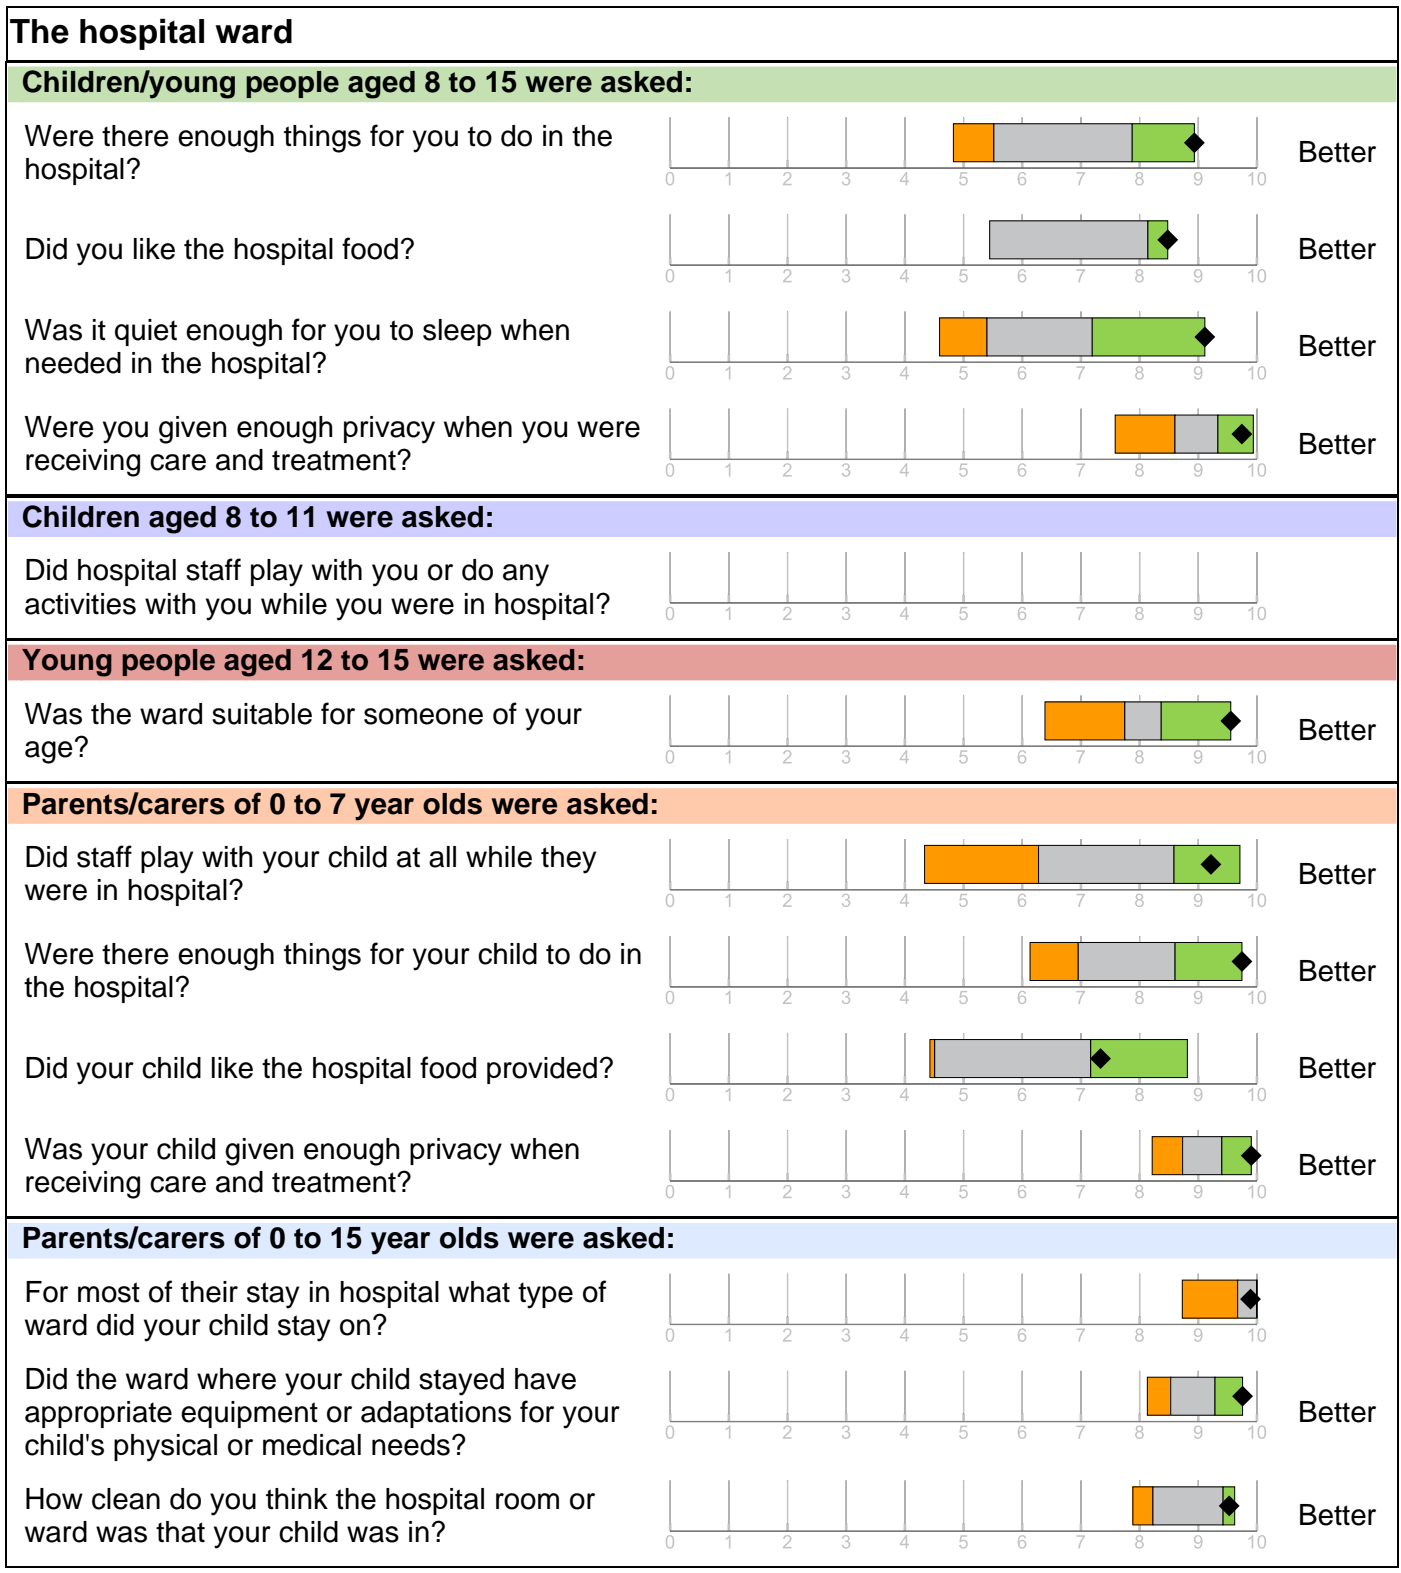 The hospital ward
Children/young people aged 8 to 15 were asked:
Were there enough things for you to do in the
hospital?
0 1 2 3 4 5 6 7 8 9 10
Better
Did you like the hospital food?
0 1 2 3 4 5 6 7 8 9 10
Better
Was it quiet enough for you to sleep when
needed in the hospital?
0 1 2 3 4 5 6 7 8 9 10
Better
Were you given enough privacy when you were
receiving care and treatment?
0 1 2 3 4 5 6 7 8 9 10
Better
Children aged 8 to 11 were asked:
Did hospital staff play with you or do any
activities with you while you were in hospital?
0 1 2 3 4 5 6 7 8 9 10
Young people aged 12 to 15 were asked:
Was the ward suitable for someone of your
age?
0 1 2 3 4 5 6 7 8 9 10
Better
Parents/carers of 0 to 7 year olds were asked:
Did staff play with your child at all while they
were in hospital?
0 1 2 3 4 5 6 7 8 9 10
Better
Were there enough things for your child to do in
the hospital?
0 1 2 3 4 5 6 7 8 9 10
Better
Did your child like the hospital food provided?
0 1 2 3 4 5 6 7 8 9 10
Better
Was your child given enough privacy when
receiving care and treatment?
0 1 2 3 4 5 6 7 8 9 10
Better
Parents/carers of 0 to 15 year olds were asked:
For most of their stay in hospital what type of
ward did your child stay on?
0 1 2 3 4 5 6 7 8 9 10
Did the ward where your child stayed have
appropriate equipment or adaptations for your
child's physical or medical needs?
0 1 2 3 4 5 6 7 8 9 10
Better
How clean do you think the hospital room or
ward was that your child was in?
0 1 2 3 4 5 6 7 8 9 10
Better